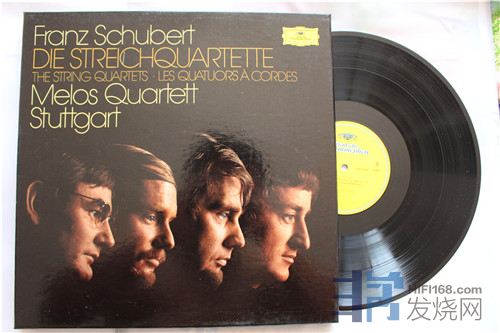 Franz Schubert
DIE STREICHQUARTETTE
THE STRING QUARTETS · LES QUATUORS À CORDES
Melos Quartett
Stuttgart
HIFI168.com
发烧网